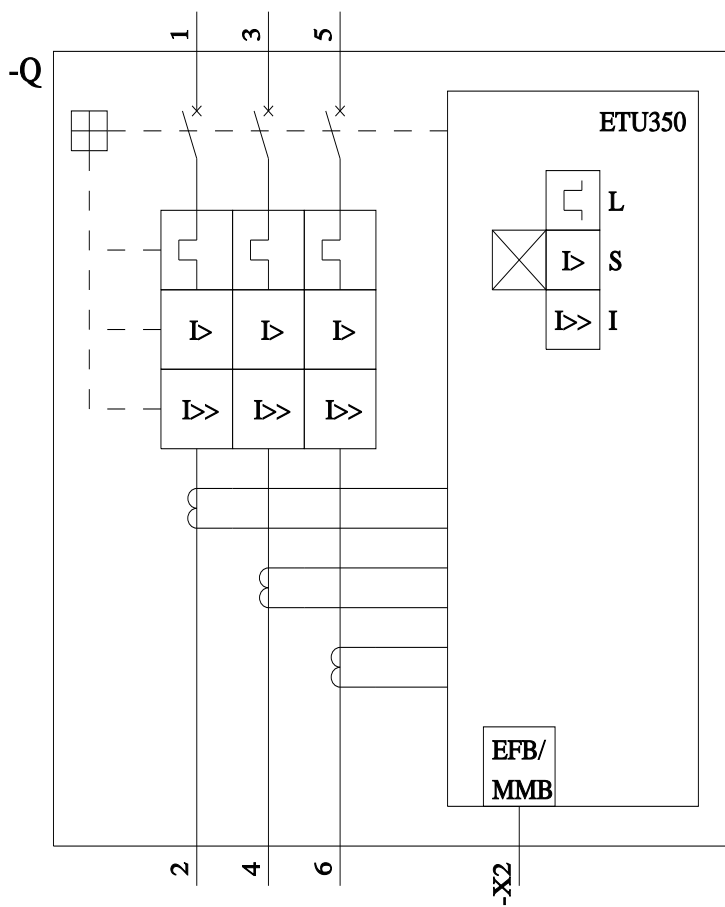 1 3 5
-Q
ETU350
L
I> S
I> I> I>
I>> I
I>> I>> I>>
EFB/
MMB
2 4 6 -X2